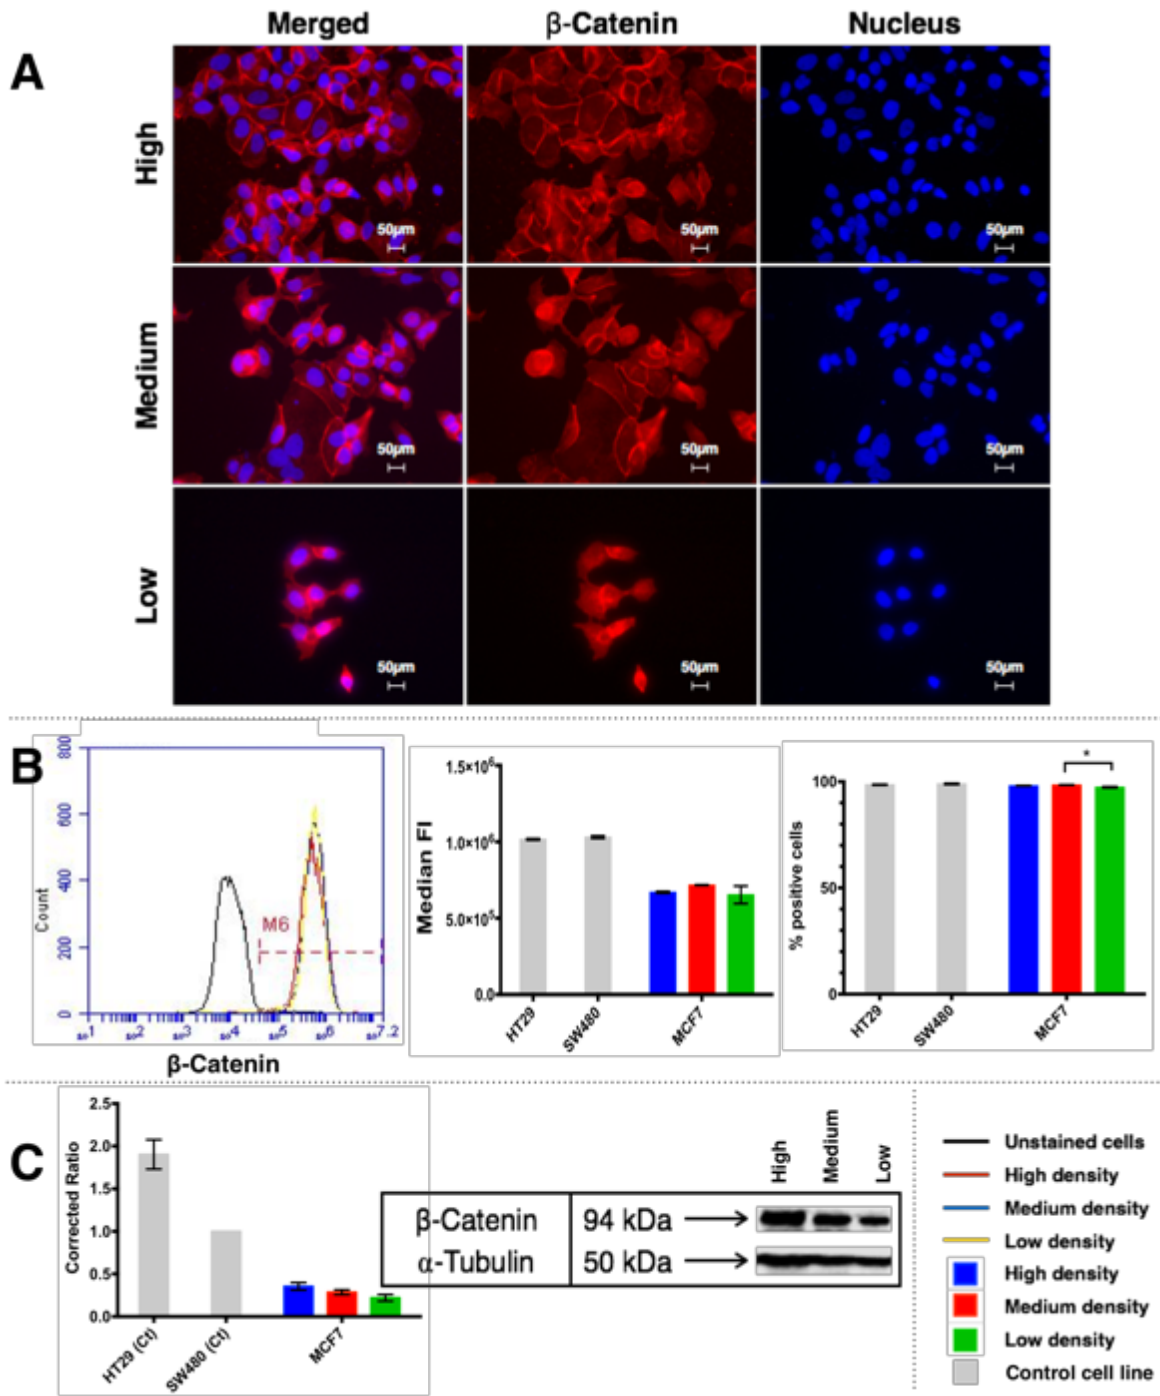 Merged β-Catenin Nucleus
A
High
50µm 50µm 50µm
Medium
50µm 50µm 50µm
Low
50µm 50µm 50µm
B
800
600
400
200
0
Count
M6
β-Catenin
1.5×10⁶
1.0×10⁶
5.0×10⁵
0.0
Median FI
HT29 SW480 MCF7
100
50
0
% positive cells
*
HT29 SW480 MCF7
C
2.5
2.0
1.5
1.0
0.5
0.0
Corrected Ratio
HT29 (Ct) SW480 (Ct) MCF7
High Medium Low
β-Catenin 94 kDa
α-Tubulin 50 kDa
Unstained cells
High density
Medium density
Low density
High density
Medium density
Low density
Control cell line